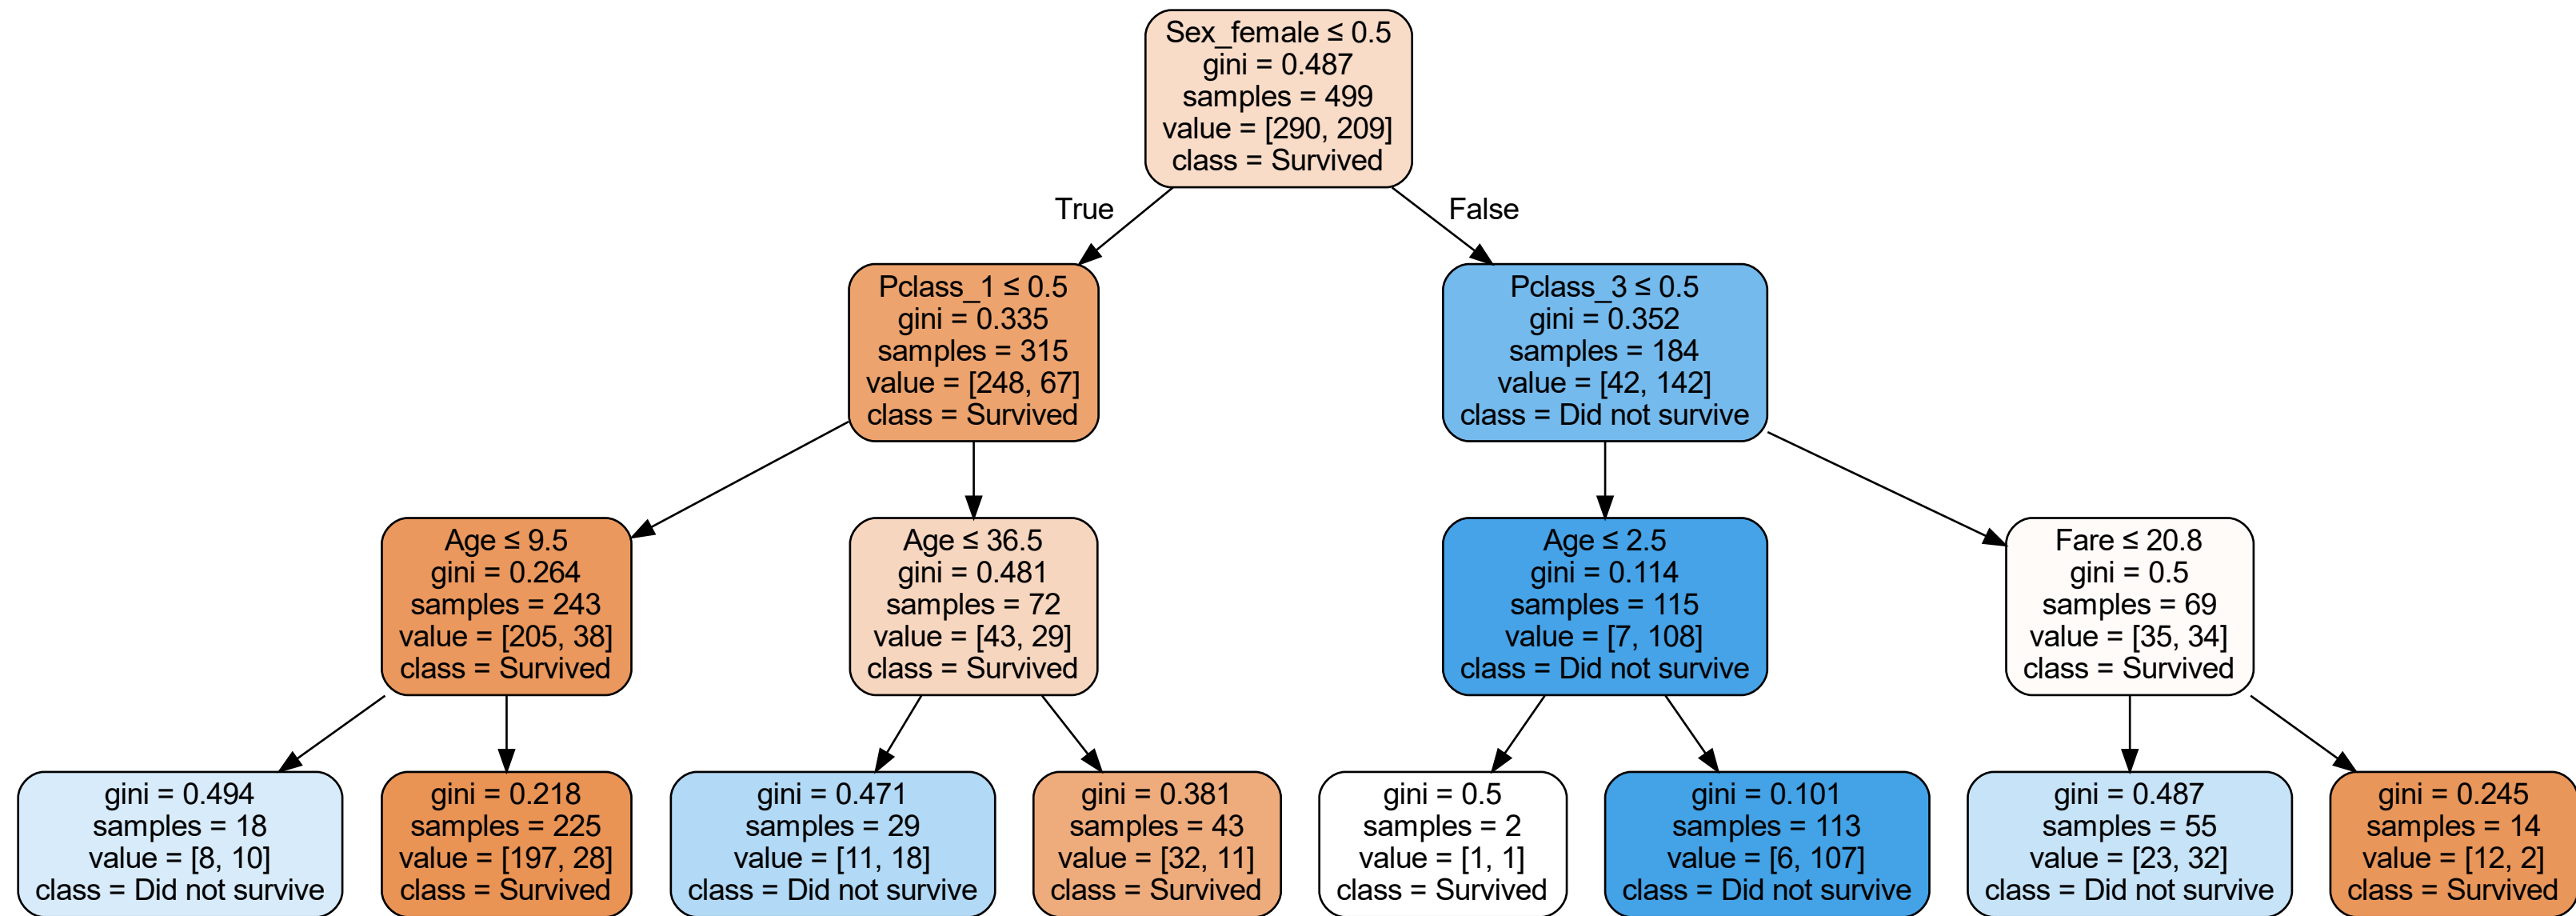 Sex_female ≤ 0.5
gini = 0.487
samples = 499
value = [290, 209]
class = Survived
True
False
Pclass_1 ≤ 0.5
gini = 0.335
samples = 315
value = [248, 67]
class = Survived
Pclass_3 ≤ 0.5
gini = 0.352
samples = 184
value = [42, 142]
class = Did not survive
Age ≤ 9.5
gini = 0.264
samples = 243
value = [205, 38]
class = Survived
Age ≤ 36.5
gini = 0.481
samples = 72
value = [43, 29]
class = Survived
Age ≤ 2.5
gini = 0.114
samples = 115
value = [7, 108]
class = Did not survive
Fare ≤ 20.8
gini = 0.5
samples = 69
value = [35, 34]
class = Survived
gini = 0.494
samples = 18
value = [8, 10]
class = Did not survive
gini = 0.218
samples = 225
value = [197, 28]
class = Survived
gini = 0.471
samples = 29
value = [11, 18]
class = Did not survive
gini = 0.381
samples = 43
value = [32, 11]
class = Survived
gini = 0.5
samples = 2
value = [1, 1]
class = Survived
gini = 0.101
samples = 113
value = [6, 107]
class = Did not survive
gini = 0.487
samples = 55
value = [23, 32]
class = Did not survive
gini = 0.245
samples = 14
value = [12, 2]
class = Survived